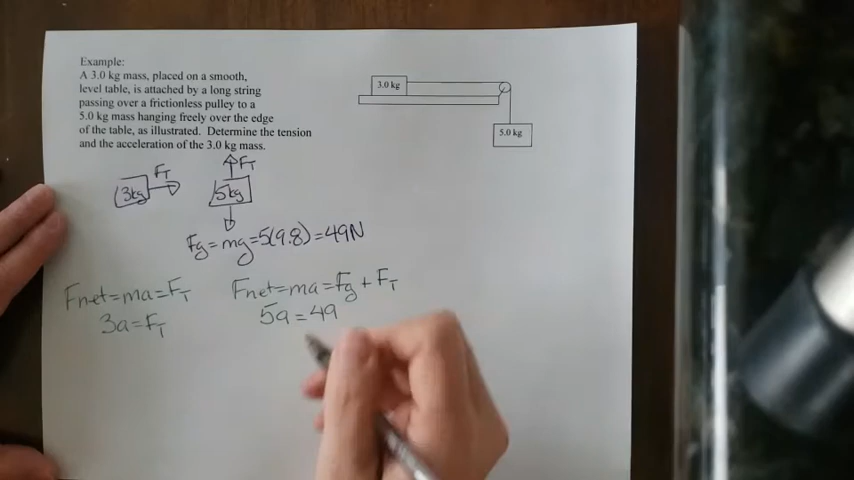 Example:
A 3.0 kg mass, placed on a smooth,
level table, is attached by a long string
passing over a frictionless pulley to a
5.0 kg mass hanging freely over the edge
of the table, as illustrated. Determine the tension
and the acceleration of the 3.0 kg mass.
3.0 kg
5.0 kg
3kg
FT
5kg
FT
Fg=mg=5(9.8)=49N
Fnet=ma=FT
3a=FT
Fnet=ma=Fg+FT
5a=49